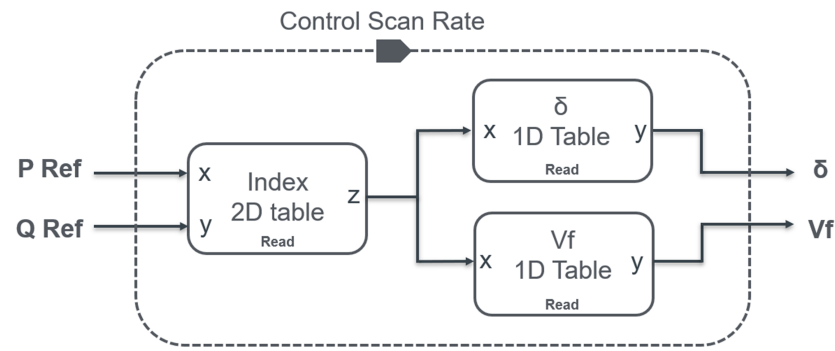 Control Scan Rate
P Ref
Q Ref
x
y
Index
2D table
Read
z
x
δ
1D Table
Read
y
x
Vf
1D Table
Read
y
δ
Vf